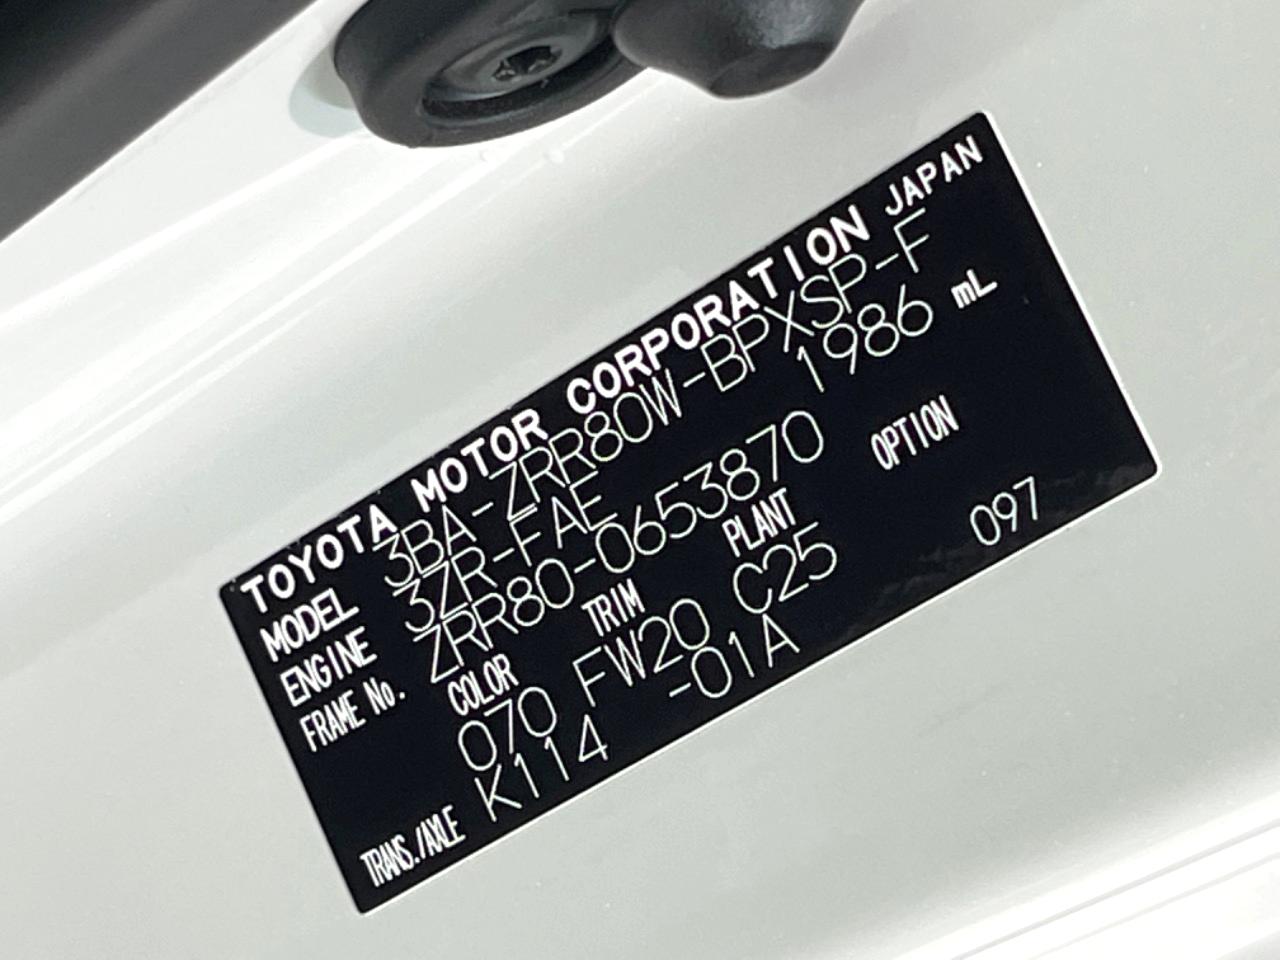 TOYOTA MOTOR CORPORATION JAPAN
MODEL 3BA-ZRR80W-BPXSP-F
ENGINE 3ZR-FAE 1986 mL
FRAME No. ZRR80-0653870
COLOR TRIM PLANT OPTION
070 FW20 C25 097
TRANS./AXLE K114 -01A